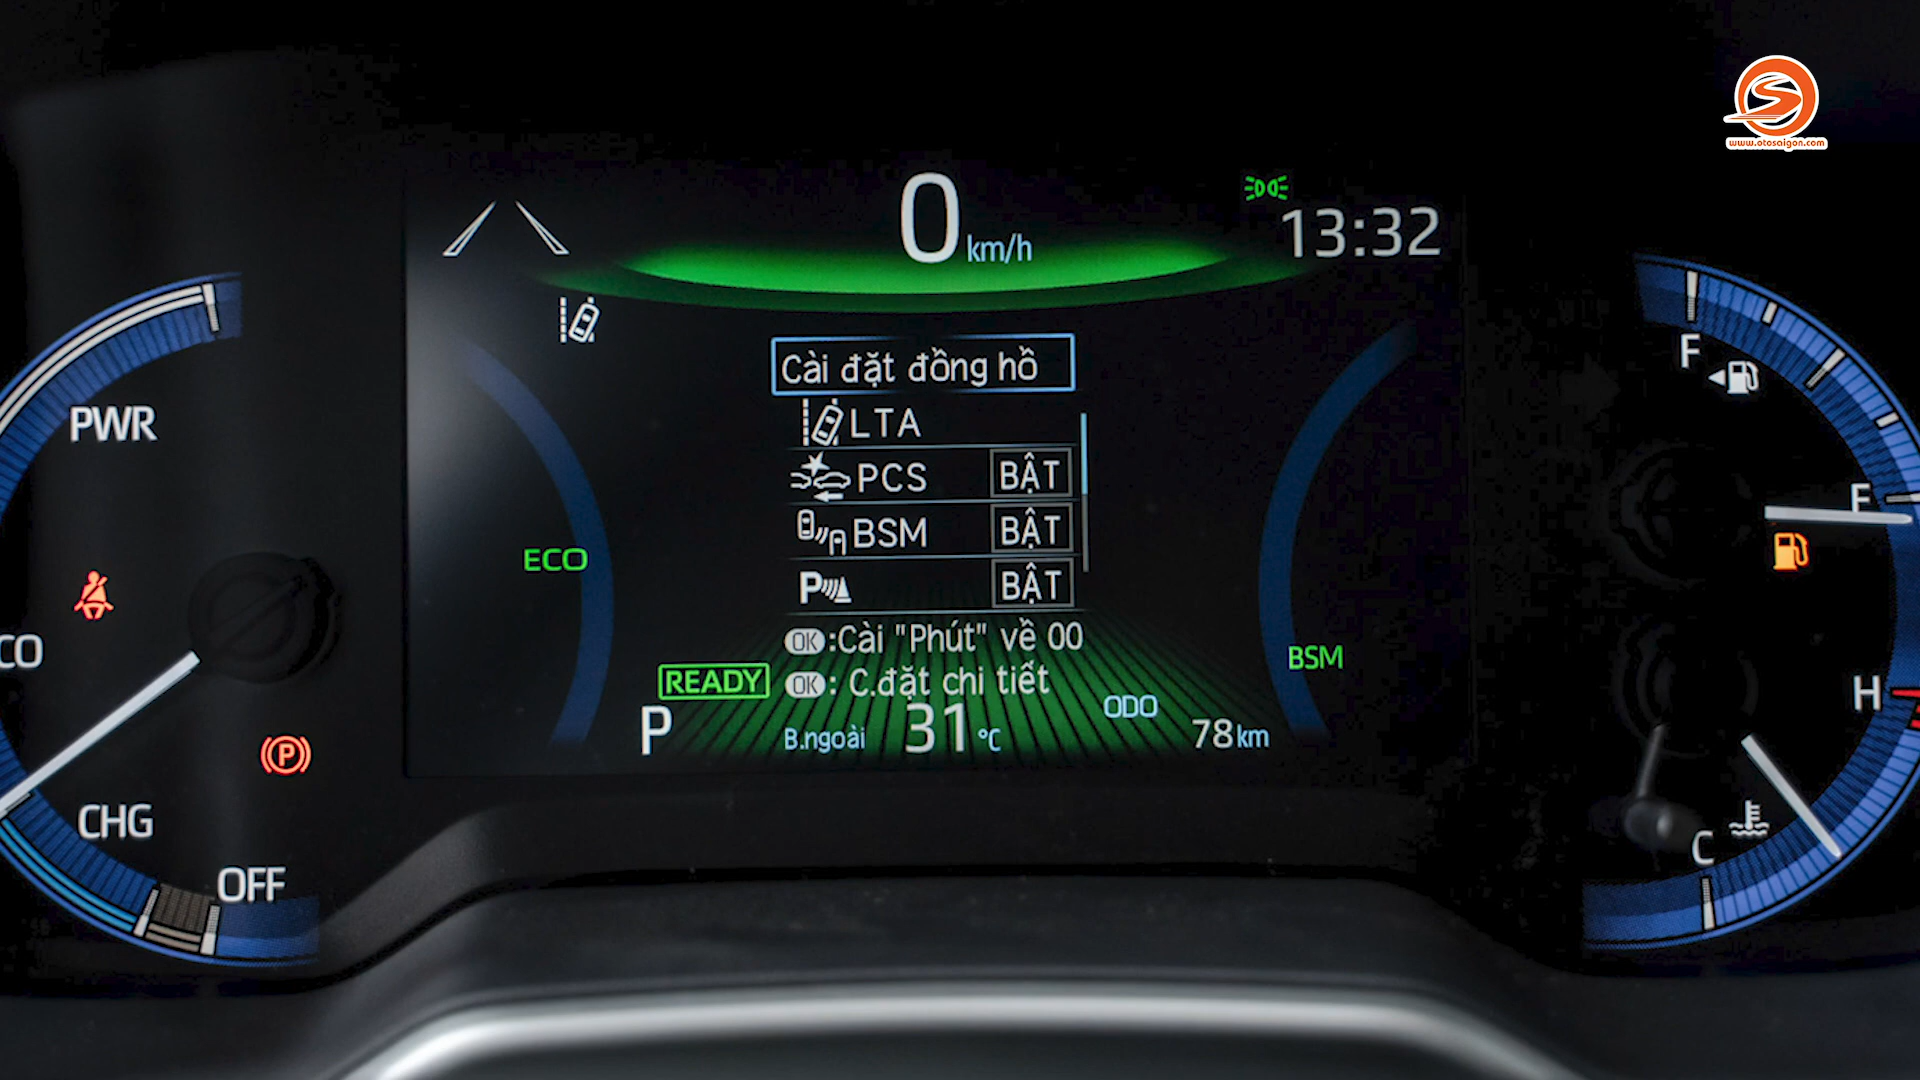 www.otosaigon.com
0 km/h
13:32
Cài đặt đồng hồ
LTA
PCS BẬT
BSM BẬT
P BẬT
OK :Cài "Phút" về 00
OK : C.đặt chi tiết
READY
P
B.ngoài 31 °C
ODO
78 km
ECO
BSM
PWR
CO
CHG
OFF
P
F
E
H
C